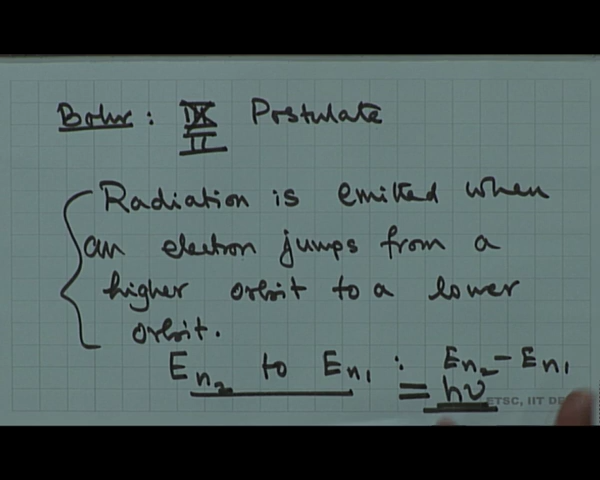 Bohr : II Postulate
Radiation is emitted when
an electron jumps from a
higher orbit to a lower
orbit.
En₂ to En₁ : En₂ - En₁
= hν
ETSC, IIT DE